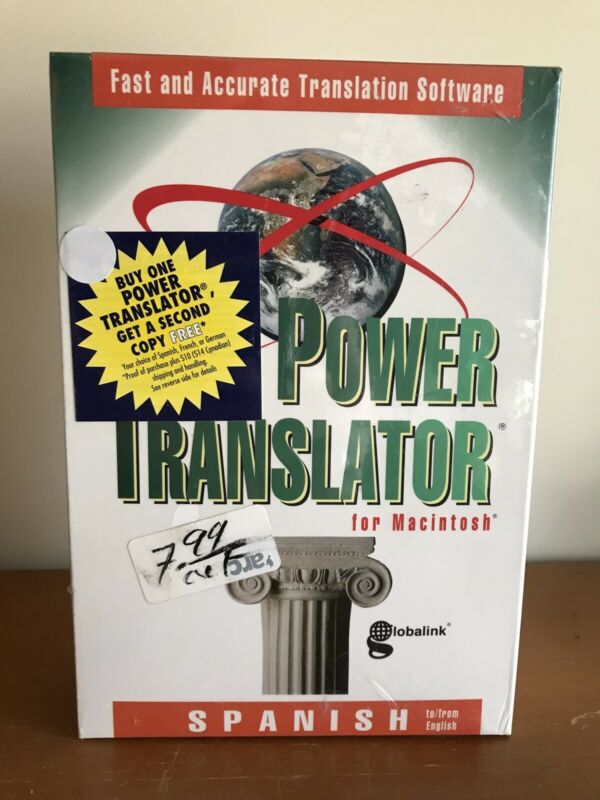 Fast and Accurate Translation Software
BUY ONE
POWER
TRANSLATOR®,
GET A SECOND
COPY FREE*
Your choice of Spanish, French, or German
*Proof of purchase plus $10 ($14 Canadian)
shipping and handling.
See reverse side for details
POWER
TRANSLATOR®
for Macintosh®
7.99
globalink®
SPANISH
to/from
English